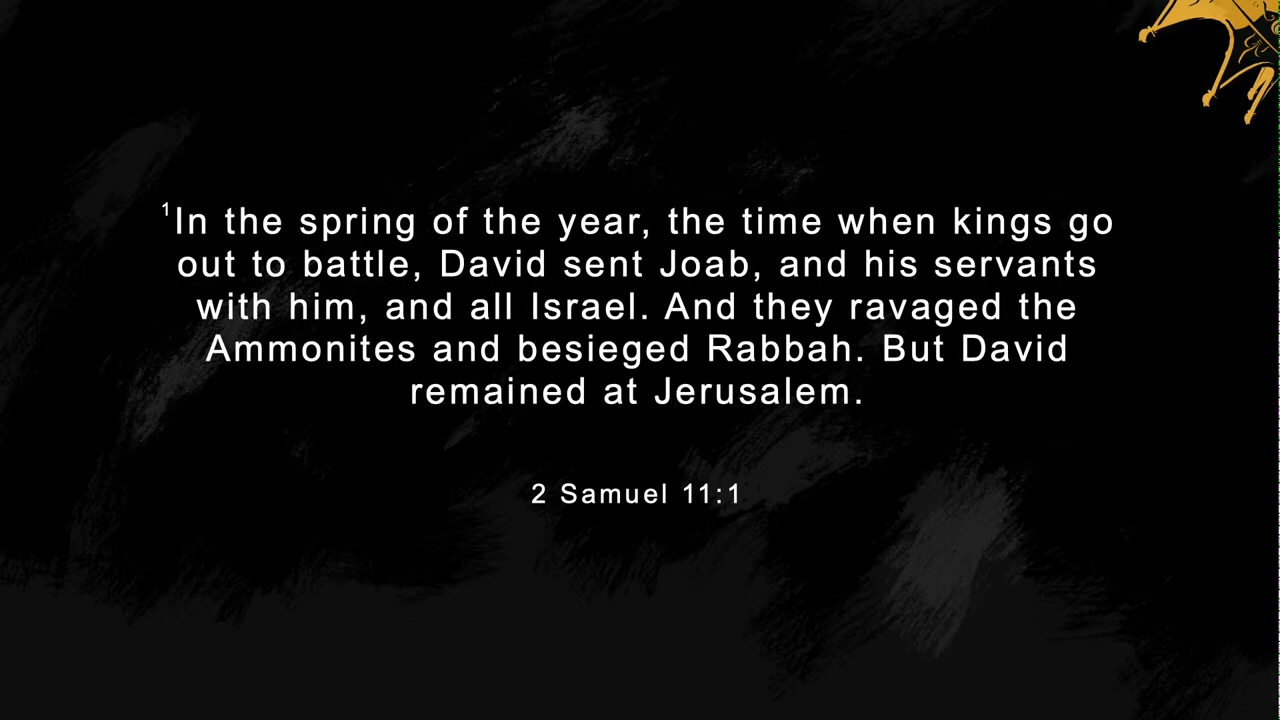 ¹In the spring of the year, the time when kings go
out to battle, David sent Joab, and his servants
with him, and all Israel. And they ravaged the
Ammonites and besieged Rabbah. But David
remained at Jerusalem.
2 Samuel 11:1